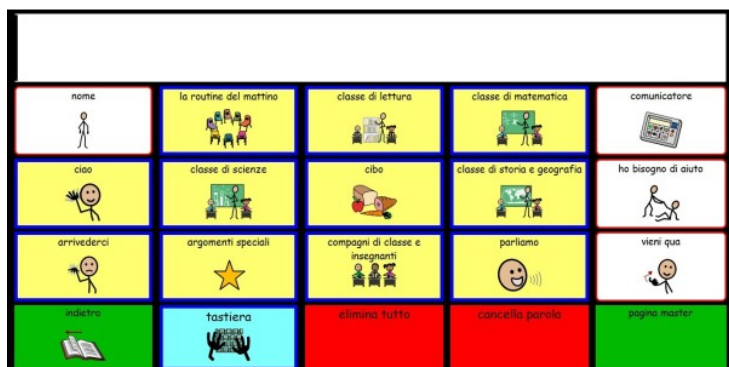 nome
la routine del mattino
classe di lettura
classe di matematica
comunicatore
ciao
classe di scienze
cibo
classe di storia e geografia
ho bisogno di aiuto
arrivederci
argomenti speciali
compagni di classe e
insegnanti
parliamo
vieni qua
indietro
tastiera
elimina tutto
cancella parola
pagina master